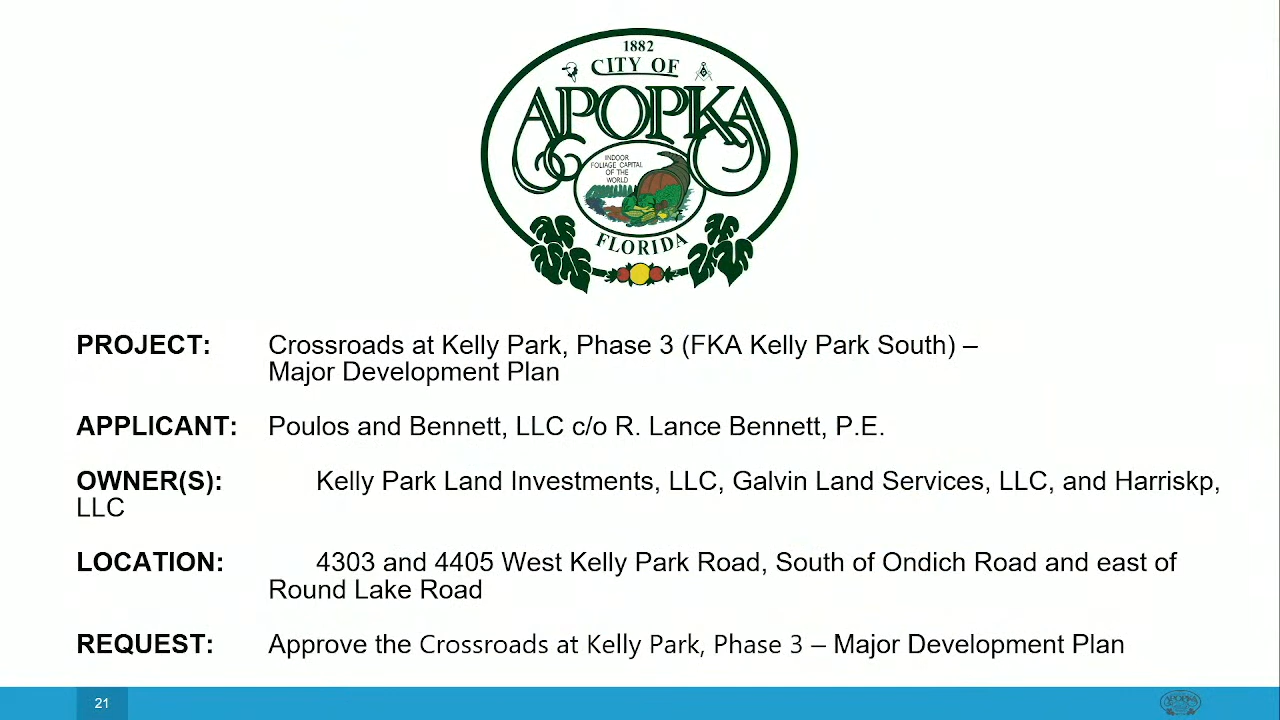 1882
CITY OF
APOPKA
INDOOR
FOLIAGE CAPITAL
OF THE
WORLD
FLORIDA
PROJECT: Crossroads at Kelly Park, Phase 3 (FKA Kelly Park South) –
Major Development Plan
APPLICANT: Poulos and Bennett, LLC c/o R. Lance Bennett, P.E.
OWNER(S): Kelly Park Land Investments, LLC, Galvin Land Services, LLC, and Harriskp,
LLC
LOCATION: 4303 and 4405 West Kelly Park Road, South of Ondich Road and east of
Round Lake Road
REQUEST: Approve the Crossroads at Kelly Park, Phase 3 – Major Development Plan
21
APOPKA